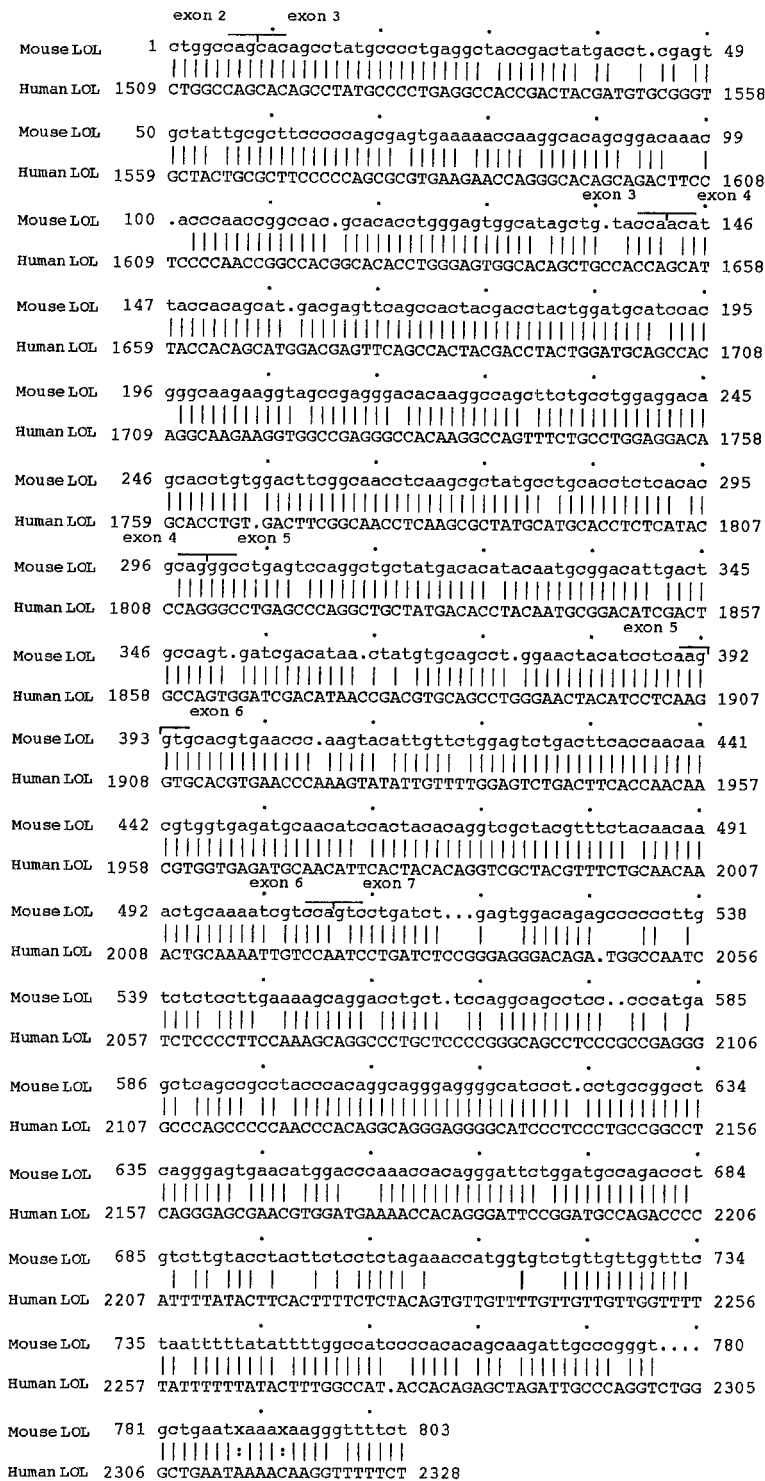 exon 2 exon 3
Mouse LOL 1 ctggccagcacagcctatgcccctgaggctaccgactatgacct.cgagt 49
Human LOL 1509 CTGGCCAGCACAGCCTATGCCCCTGAGGCCACCGACTACGATGTGCGGGT 1558
Mouse LOL 50 gctattgcgcttcccccagcgagtgaaaaaccaaggcacagcggacaaac 99
Human LOL 1559 GCTACTGCGCTTCCCCCAGCGCGTGAAGAACCAGGGCACAGCAGACTTCC 1608
exon 3 exon 4
Mouse LOL 100 .acccaaccggccac.gcacacctgggagtggcatagctg.taccaacat 146
Human LOL 1609 TCCCCAACCGGCCACGGCACACCTGGGAGTGGCACAGCTGCCACCAGCAT 1658
Mouse LOL 147 taccacagcat.gacgagttcagccactacgacctactggatgcatccac 195
Human LOL 1659 TACCACAGCATGGACGAGTTCAGCCACTACGACCTACTGGATGCAGCCAC 1708
Mouse LOL 196 gggcaagaaggtagccgagggacacaaggccagcttctgcctggaggaca 245
Human LOL 1709 AGGCAAGAAGGTGGCCGAGGGCCACAAGGCCAGTTTCTGCCTGGAGGACA 1758
Mouse LOL 246 gcacctgtggacttcggcaacctcaagcgctatgcctgcacctctcacac 295
Human LOL 1759 GCACCTGT.GACTTCGGCAACCTCAAGCGCTATGCATGCACCTCTCATAC 1807
exon 4 exon 5
Mouse LOL 296 gcagggcctgagtccaggctgctatgacacatacaatgcggacattgact 345
Human LOL 1808 CCAGGGCCTGAGCCCAGGCTGCTATGACACCTACAATGCGGACATCGACT 1857
exon 5
Mouse LOL 346 gccagt.gatcgacataa.ctatgtgcagcct.ggaactacatcctcaag 392
Human LOL 1858 GCCAGTGGATCGACATAACCGACGTGCAGCCTGGGAACTACATCCTCAAG 1907
exon 6
Mouse LOL 393 gtgcacgtgaaccc.aagtacattgttctggagtctgacttcaccaacaa 441
Human LOL 1908 GTGCACGTGAACCCAAAGTATATTGTTTTGGAGTCTGACTTCACCAACAA 1957
Mouse LOL 442 cgtggtgagatgcaacatccactacacaggtcgctacgtttctacaacaa 491
Human LOL 1958 CGTGGTGAGATGCAACATTCACTACACAGGTCGCTACGTTTCTGCAACAA 2007
exon 6 exon 7
Mouse LOL 492 actgcaaaatcgtccagtcctgatct...gagtggacagagcccccccttg 538
Human LOL 2008 ACTGCAAAATTGTCCAATCCTGATCTCCGGGAGGGACAGA.TGGCCAATC 2056
Mouse LOL 539 tctctccttgaaaagcaggacctgct.tccaggcagcctcc..cccatga 585
Human LOL 2057 TCTCCCCTTCCAAAGCAGGCCCTGCTCCCCGGGCAGCCTCCCGCCGAGGG 2106
Mouse LOL 586 gctcagccgcctacccacaggcagggaggggcatccct.cctgccggcct 634
Human LOL 2107 GCCCAGCCCCCAACCCACAGGCAGGGAGGGGCATCCCTCCCTGCCGGCCT 2156
Mouse LOL 635 cagggagtgaacatggacccaaaccacagggattctggatgccagaccct 684
Human LOL 2157 CAGGGAGCGAACGTGGATGAAAACCACAGGGATTCCGGATGCCAGACCCC 2206
Mouse LOL 685 gtcttgtacctacttctcctctagaaaccatggtgtctgttgttggtttc 734
Human LOL 2207 ATTTTATACTTCACTTTTCTCTACAGTGTTGTTTTGTTGTTGTTGGTTTT 2256
Mouse LOL 735 taatttttatattttggccatccccacacagcaagattgcccgggt.... 780
Human LOL 2257 TATTTTTTATACTTTGGCCAT.ACCACAGAGCTAGATTGCCCAGGTCTGG 2305
Mouse LOL 781 gctgaatxaaaxaagggttttct 803
Human LOL 2306 GCTGAATAAAACAAGGTTTTTCT 2328